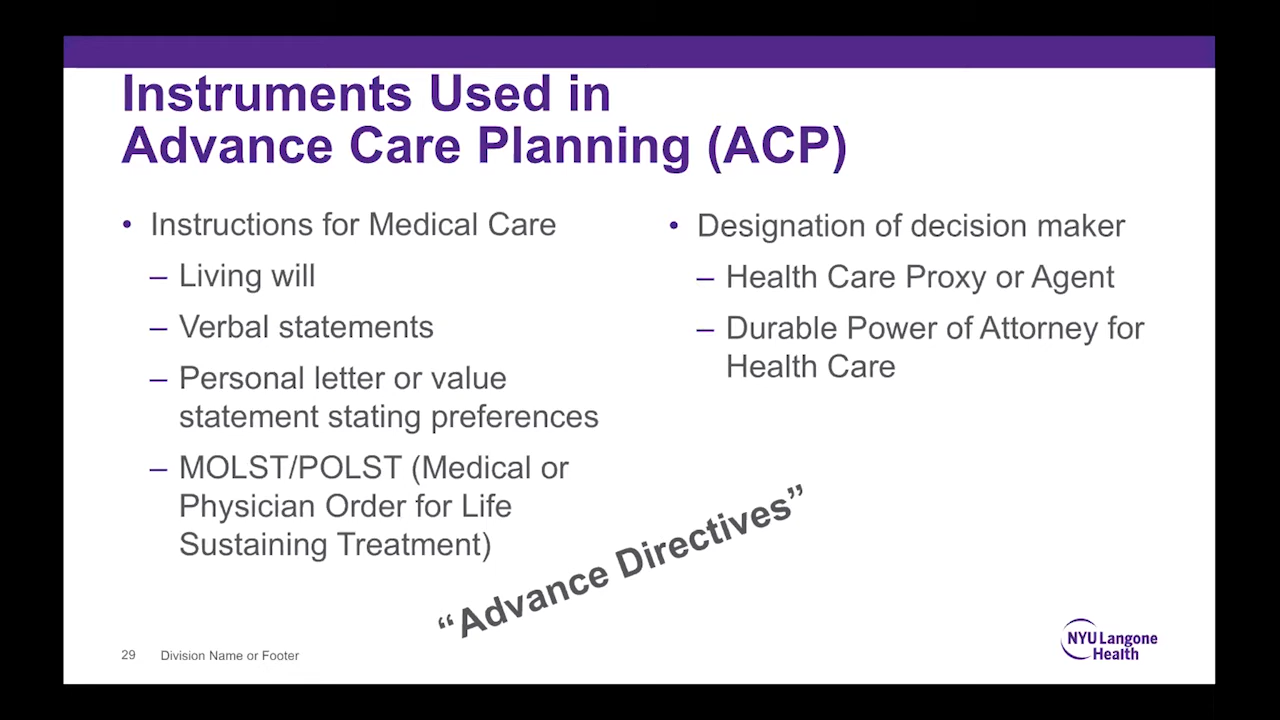 Instruments Used in
Advance Care Planning (ACP)
• Instructions for Medical Care
– Living will
– Verbal statements
– Personal letter or value
statement stating preferences
– MOLST/POLST (Medical or
Physician Order for Life
Sustaining Treatment)
• Designation of decision maker
– Health Care Proxy or Agent
– Durable Power of Attorney for
Health Care
“Advance Directives”
29 Division Name or Footer
NYU Langone
Health